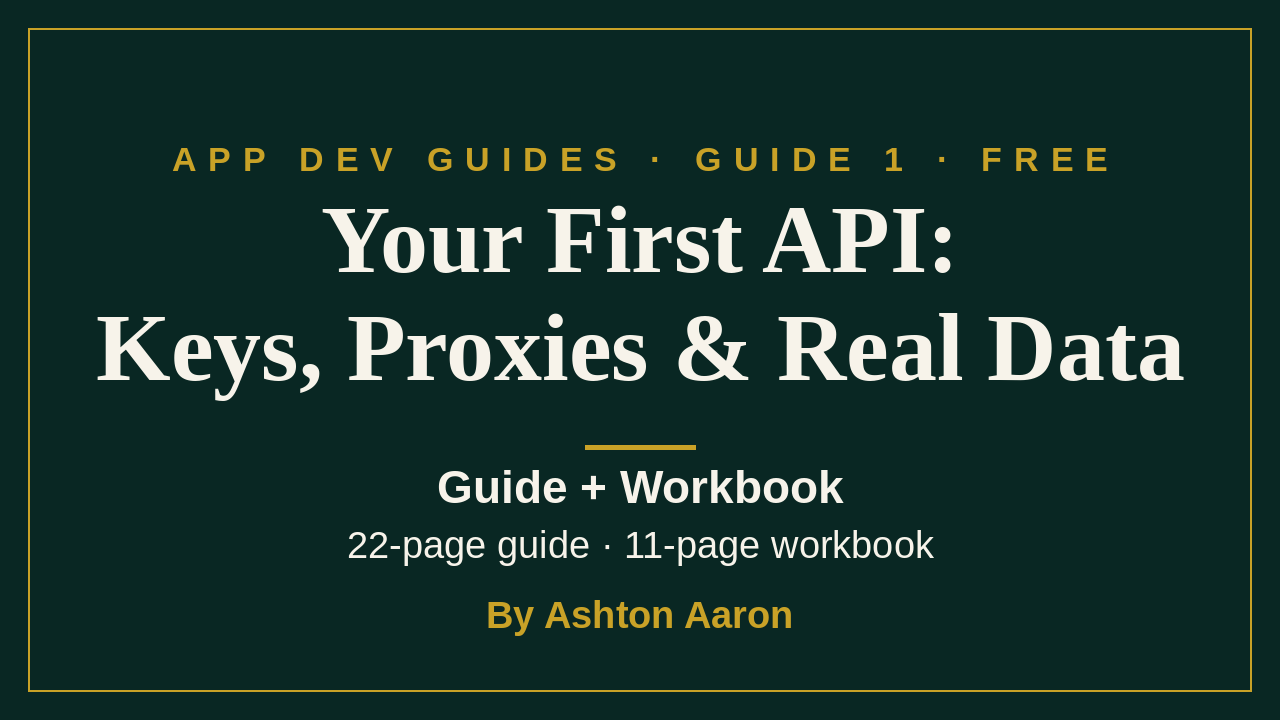 APP DEV GUIDES · GUIDE 1 · FREE
Your First API:
Keys, Proxies & Real Data
Guide + Workbook
22-page guide · 11-page workbook
By Ashton Aaron